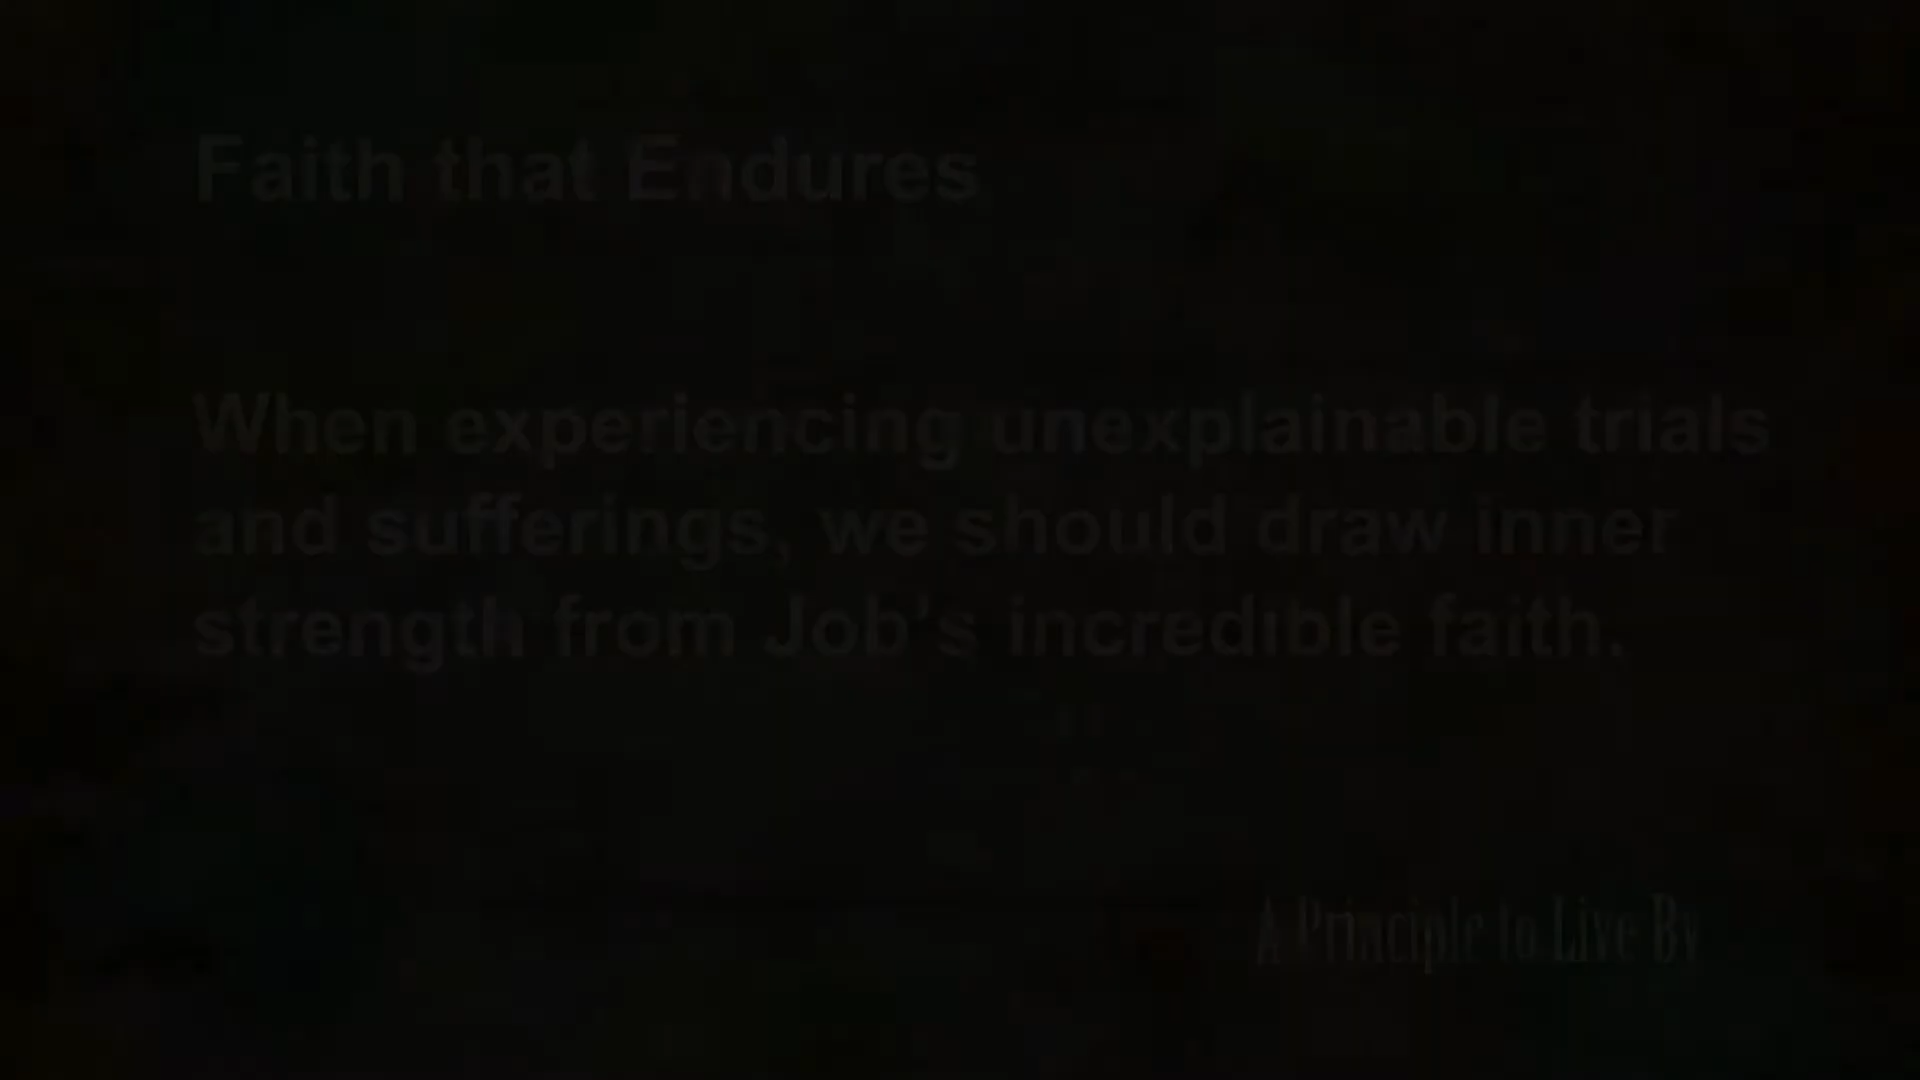 Faith that Endures
When experiencing unexplainable trials
and sufferings, we should draw inner
strength from Job's incredible faith.
A Principle to Live By